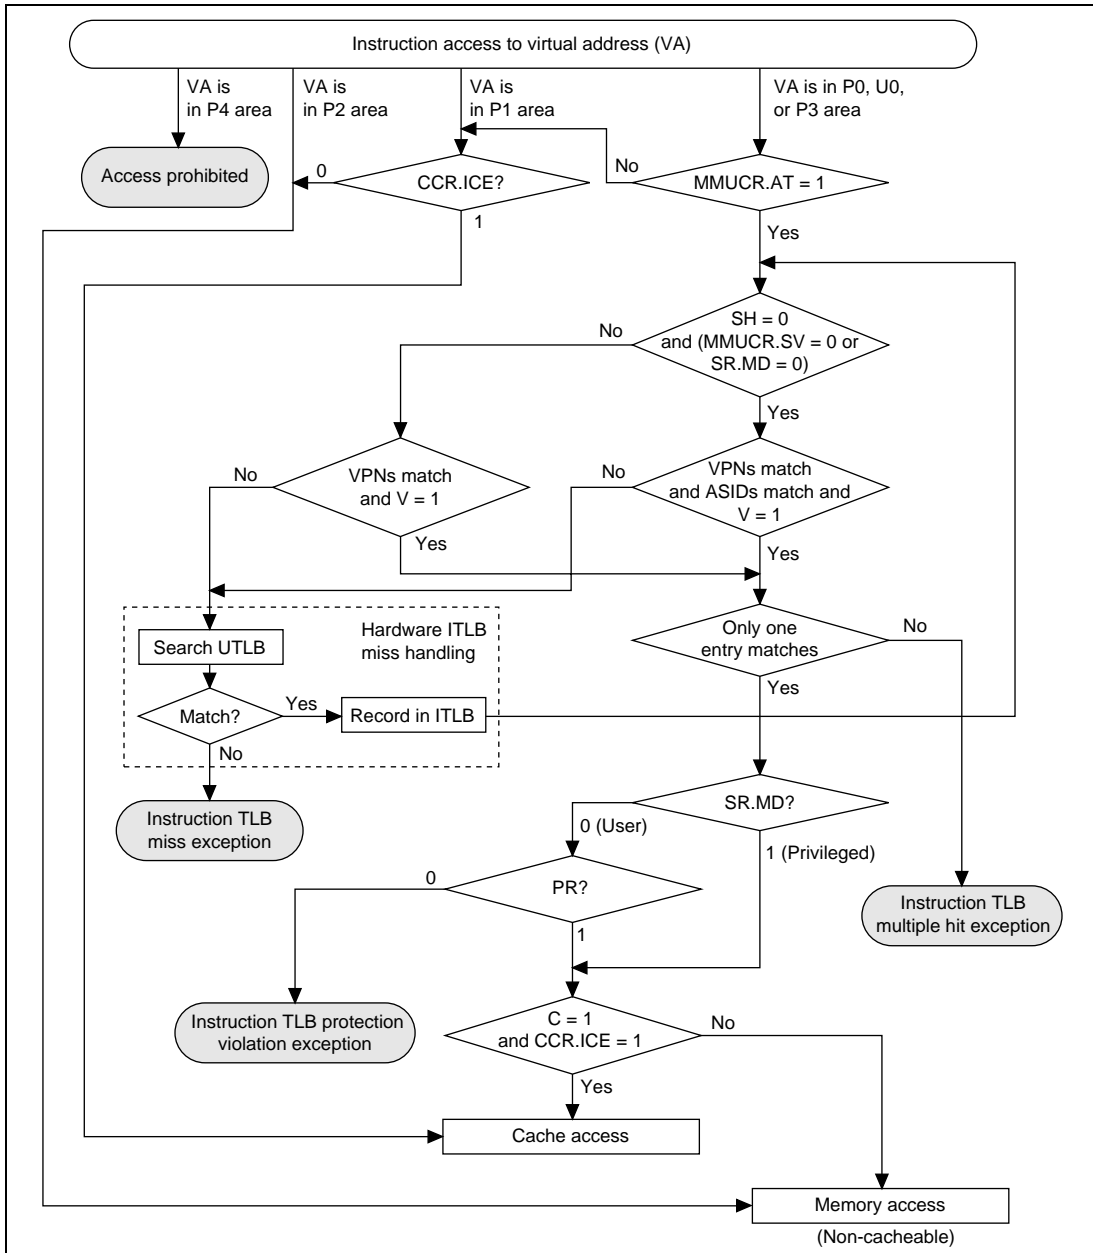 Instruction access to virtual address (VA)
VA is
in P4 area
VA is
in P2 area
VA is
in P1 area
VA is in P0, U0,
or P3 area
Access prohibited
0
CCR.ICE?
1
No
MMUCR.AT = 1
Yes
No
SH = 0
and (MMUCR.SV = 0 or
SR.MD = 0)
Yes
No
VPNs match
and V = 1
Yes
No
VPNs match
and ASIDs match and
V = 1
Yes
Hardware ITLB
miss handling
Search UTLB
Match?
Yes
Record in ITLB
No
Instruction TLB
miss exception
Only one
entry matches
No
Yes
SR.MD?
0 (User)
1 (Privileged)
0
PR?
1
Instruction TLB
multiple hit exception
Instruction TLB protection
violation exception
C = 1
and CCR.ICE = 1
No
Yes
Cache access
Memory access
(Non-cacheable)